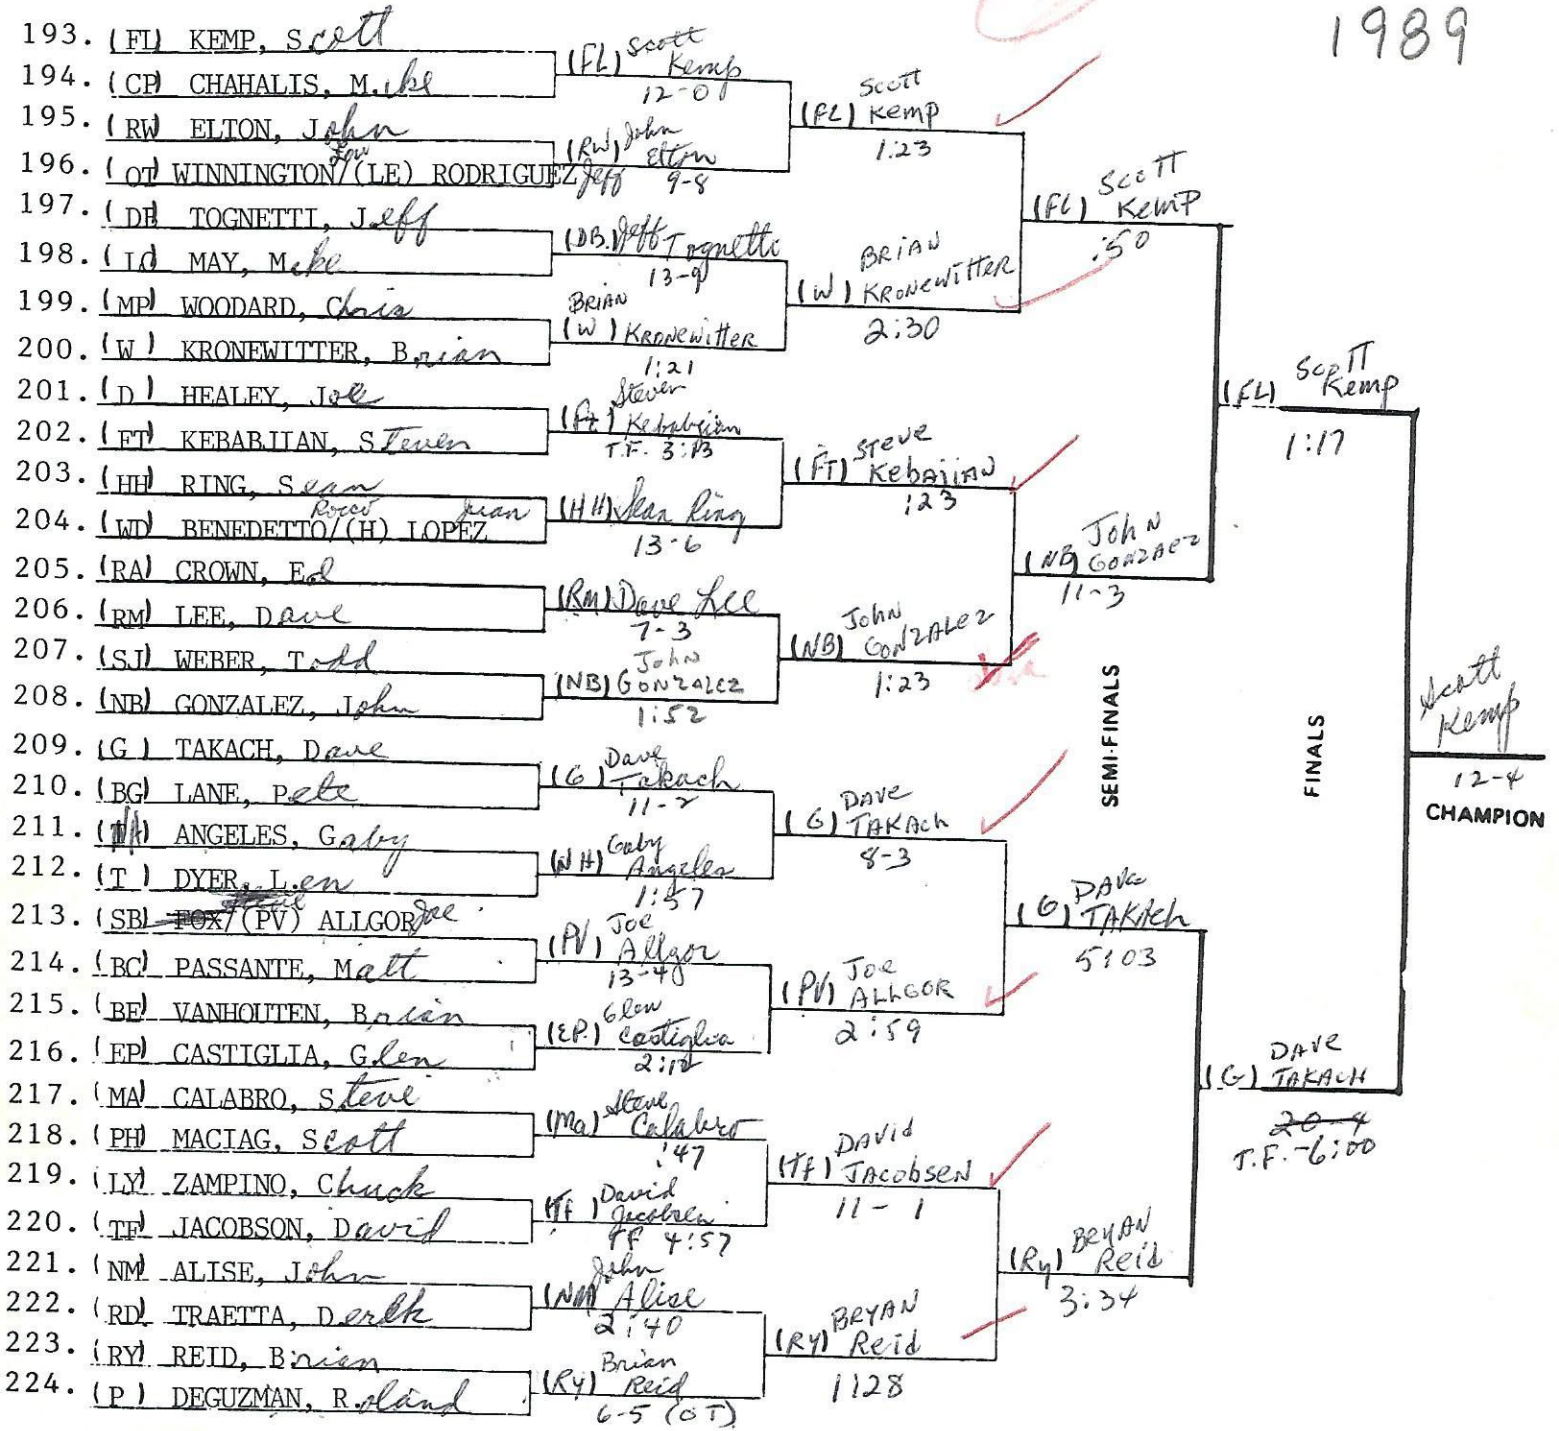 1989
193. (FL) KEMP, Scott
194. (CP) CHAHALIS, Mike
195. (RW) ELTON, John
196. (OT) WINNINGTON/(LE) RODRIGUEZ Jeff
197. (DB) TOGNETTI, Jeff
198. MAY, Mike
199. (MP) WOODARD, Chris
200. (W ) KRONEWITTER, Brian
201. (D ) HEALEY, Joe
202. (FT) KEBABJIAN, Steven
203. (HH) RING, Sean
Rocco Juan
204. (WD) BENEDETTO/(H) LOPEZ
205. (RA) CROWN, Ed
206. (RM) LEE, Dave
207. (SJ) WEBER, Todd
208. (NB) GONZALEZ, John
209. (G ) TAKACH, Dave
210. (BG) LANE, Pete
211. ANGELES, Gaby
212. (T ) DYER, Len
213. (SB) FOX/(PV) ALLGOR Joe
214. (BC) PASSANTE, Matt
215. (BE) VANHOUTEN, Brian
216. (EP) CASTIGLIA, Glen
217. (MA) CALABRO, Steve
218. (PH) MACIAG, Scott
219. (LY) ZAMPINO, Chuck
220. (TF) JACOBSON, David
221. (NM) ALISE, John
222. (RD) TRAETTA, Derek
223. (RY) REID, Brian
224. (P ) DEGUZMAN, Roland
(FL) Scott
Kemp
12-0
(RW) John
Elton
9-8
(DB.) Jeff Tognetti
13-9
BRIAN
(W) KRONEWITTER
1:21
Steven
(FT) Kebabjian
T.F. 3:13
(HH) Sean Ring
13-6
(RM) Dave Lee
7-3
John
(NB) GONZALEZ
1:52
Dave
(G) Takach
11-2
(NH) Gaby
Angeles
1:57
(PV) Joe
Allgor
Glen
(EP.) Castiglia
(Ma) Steve
Calabro
:47
(TF) David
Jacobsen
TF 4:57
John
(NM) Alise
2:40
(RY) Brian
Reid
6-5 (OT)
Scott
(FL) Kemp
1:23
BRIAN
(W) KRONEWITTER
2:30
(FT) STEVE
KEBAJIAN
:23
John
(NB) GONZALEZ
1:23
(G) DAVE
TAKACH
8-3
(PV) JOE
ALLGOR
2:59
DAVID
(TF) JACOBSEN
11-1
BRYAN
(RY) Reid
1:28
(FL) SCOTT
KEMP
:50
(NB) John
GONZAEZ
11-3
(G) DAVE
TAKACH
5:03
(Ry) BRYAN
Reid
3:34
SEMI-FINALS
(FL) Scott
Kemp
1:17
(G) DAVE
TAKACH
20-4
T.F.-6:00
FINALS
Scott
Kemp
12-4
CHAMPION